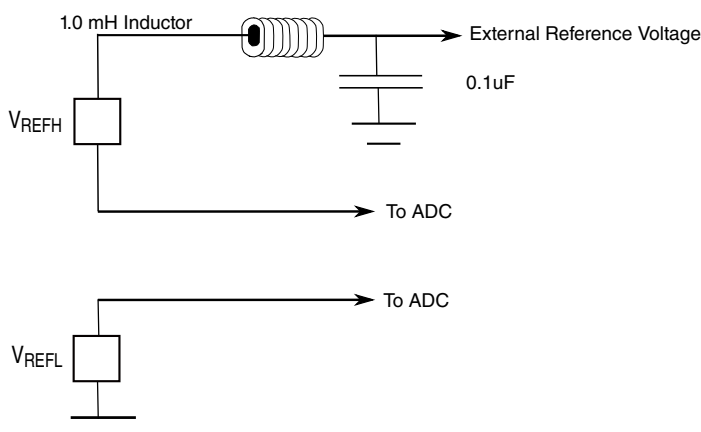 1.0 mH Inductor
External Reference Voltage
0.1uF
VREFH
To ADC
To ADC
VREFL